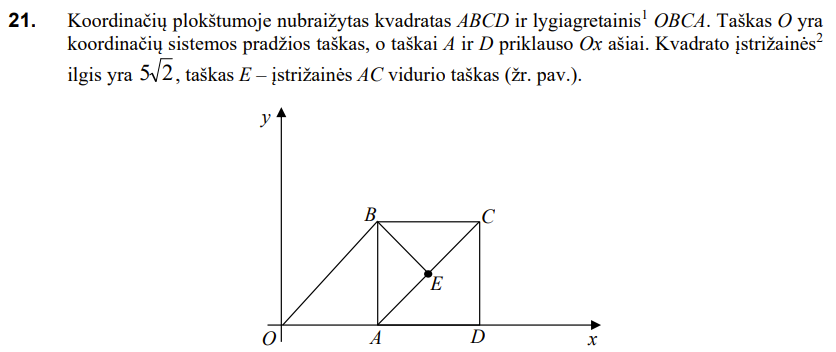 21. Koordinačių plokštumoje nubraižytas kvadratas ABCD ir lygiagretainis¹ OBCA. Taškas O yra
koordinačių sistemos pradžios taškas, o taškai A ir D priklauso Ox ašiai. Kvadrato įstrižainės²
ilgis yra 5√2, taškas E – įstrižainės AC vidurio taškas (žr. pav.).
y
B
C
E
O
A
D
x